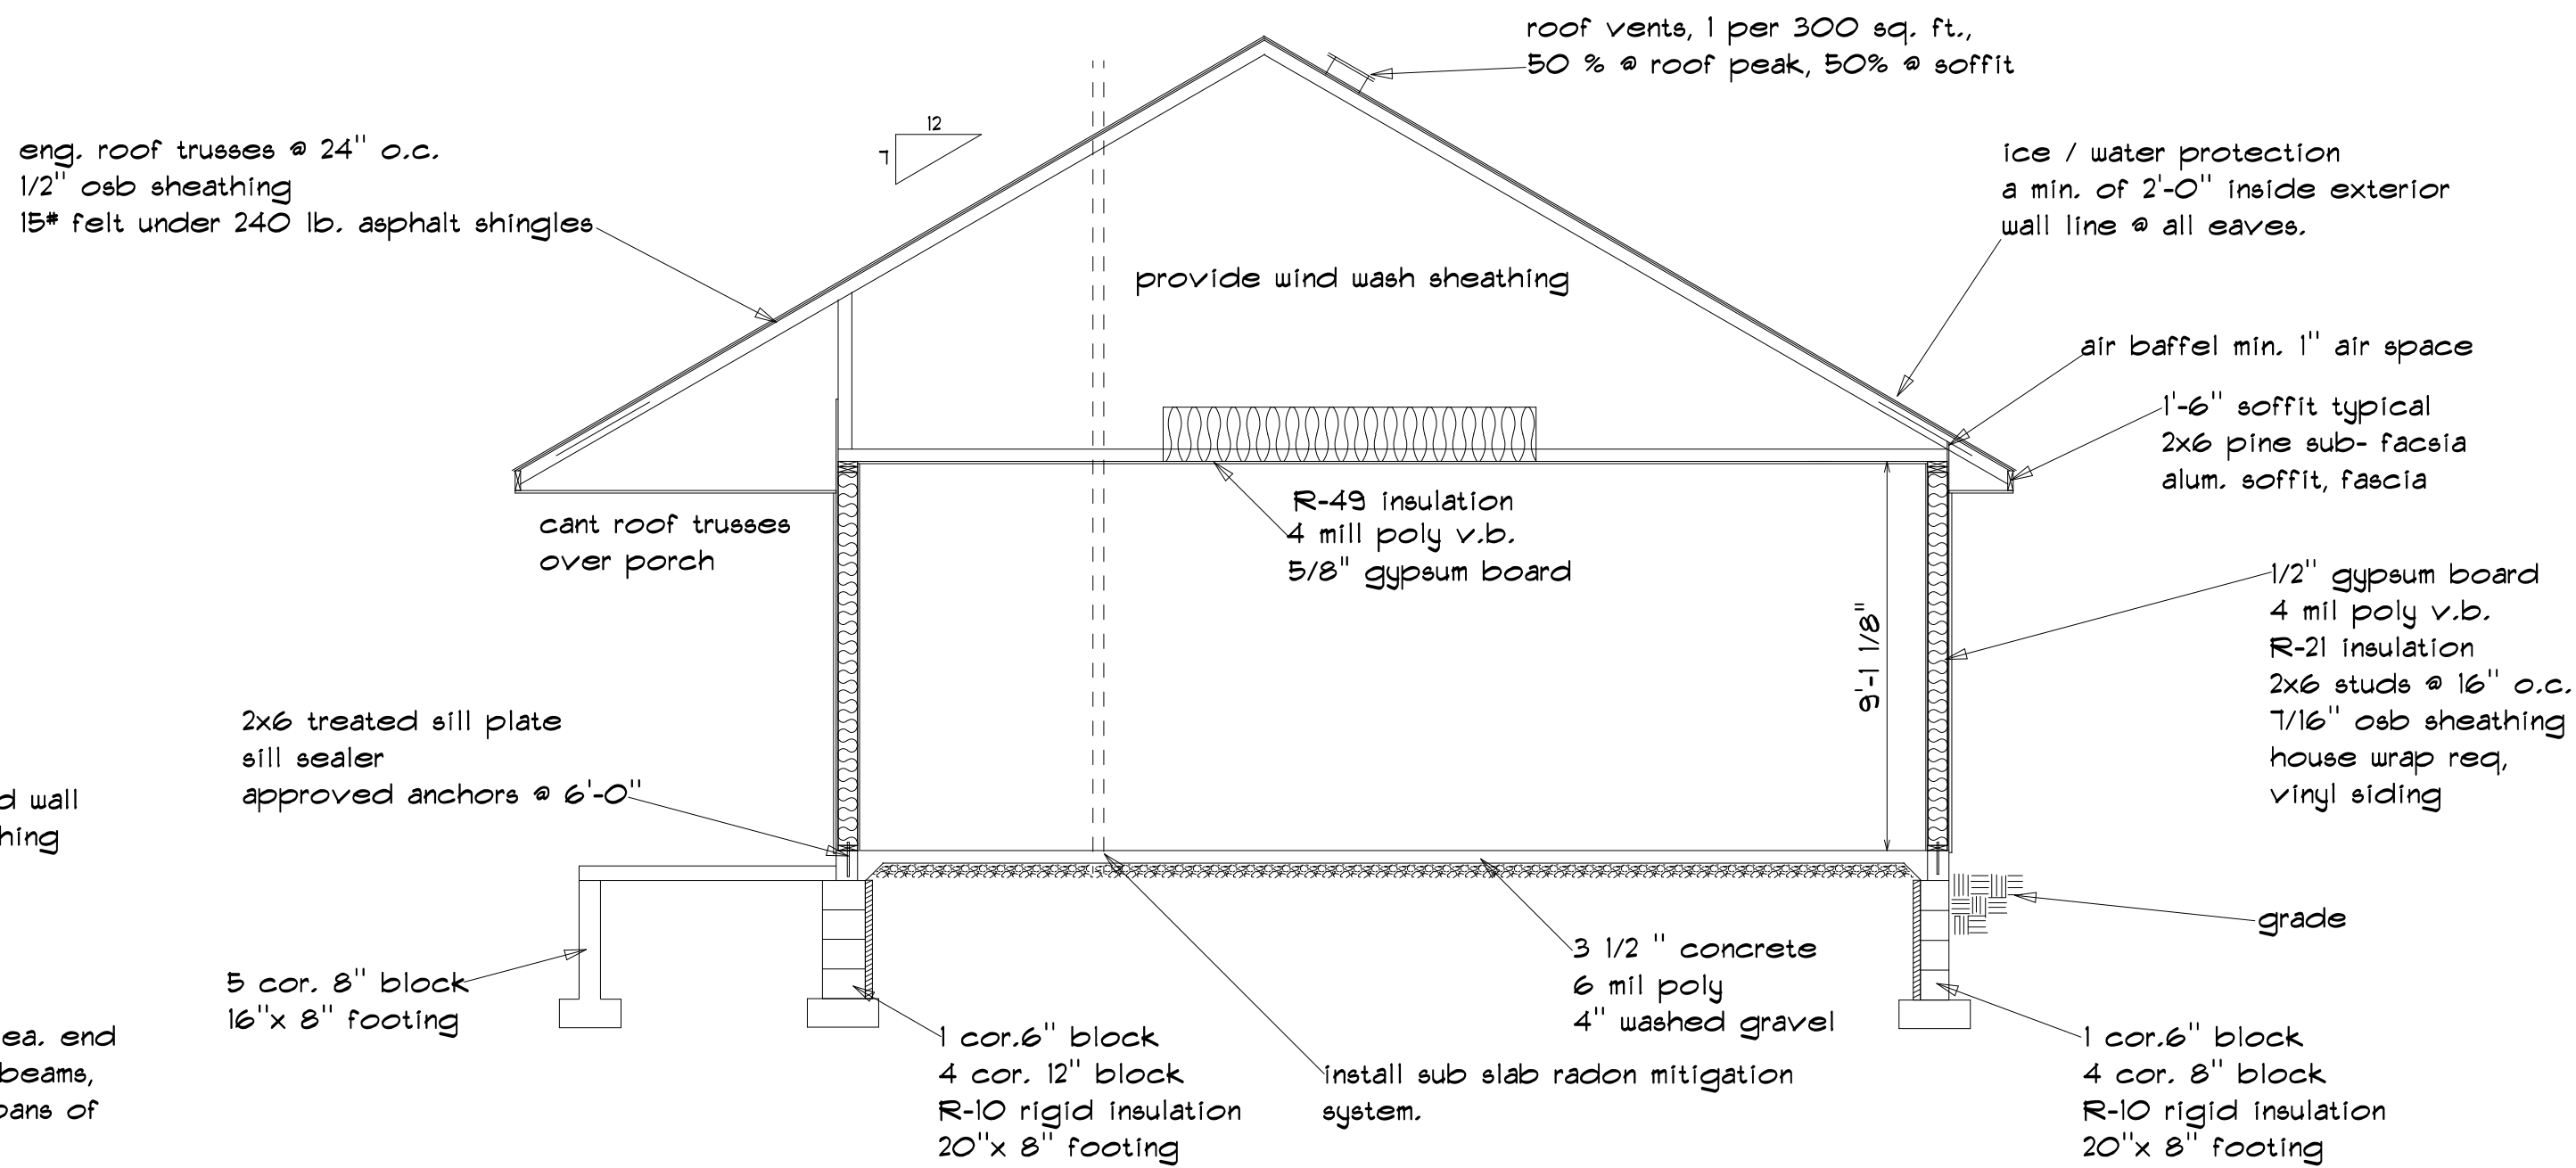 roof vents, 1 per 300 sq. ft.,
50 % @ roof peak, 50% @ soffit
12
7
eng. roof trusses @ 24" o.c.
1/2" osb sheathing
15# felt under 240 lb. asphalt shingles
ice / water protection
a min. of 2'-0" inside exterior
wall line @ all eaves.
provide wind wash sheathing
air baffel min. 1" air space
1'-6" soffit typical
2x6 pine sub- facsia
alum. soffit, fascia
cant roof trusses
over porch
R-49 insulation
4 mill poly v.b.
5/8" gypsum board
9'-1 1/8"
1/2" gypsum board
4 mil poly v.b.
R-21 insulation
2x6 studs @ 16" o.c.
7/16" osb sheathing
house wrap req,
vinyl siding
2x6 treated sill plate
sill sealer
approved anchors @ 6'-0"
d wall
hing
grade
5 cor. 8" block
16"x 8" footing
3 1/2 " concrete
6 mil poly
4" washed gravel
ea. end
beams,
pans of
1 cor.6" block
4 cor. 12" block
R-10 rigid insulation
20"x 8" footing
install sub slab radon mitigation
system.
1 cor.6" block
4 cor. 8" block
R-10 rigid insulation
20"x 8" footing